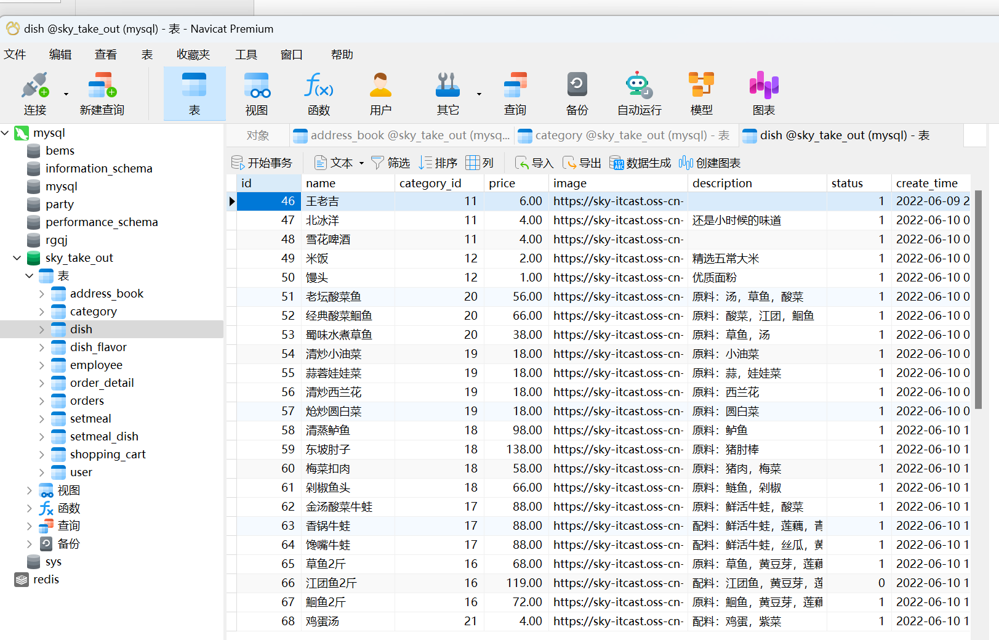 dish @sky_take_out (mysql) - 表 - Navicat Premium
文件 编辑 查看 表 收藏夹 工具 窗口 帮助
连接 新建查询 表 视图 函数 用户 其它 查询 备份 自动运行 模型 图表
对象 address_book @sky_take_out (mysq... category @sky_take_out (mysql) - 表 dish @sky_take_out (mysql) - 表
开始事务 文本 筛选 排序 列 导入 导出 数据生成 创建图表
mysql
bems
information_schema
mysql
party
performance_schema
rgqj
sky_take_out
表
address_book
category
dish
dish_flavor
employee
order_detail
orders
setmeal
setmeal_dish
shopping_cart
user
视图
函数
查询
备份
sys
redis
id name category_id price image description status create_time
46 王老吉 11 6.00 https://sky-itcast.oss-cn- 1 2022-06-09 2
47 北冰洋 11 4.00 https://sky-itcast.oss-cn- 还是小时候的味道 1 2022-06-10 0
48 雪花啤酒 11 4.00 https://sky-itcast.oss-cn- 1 2022-06-10 0
49 米饭 12 2.00 https://sky-itcast.oss-cn- 精选五常大米 1 2022-06-10 0
50 馒头 12 1.00 https://sky-itcast.oss-cn- 优质面粉 1 2022-06-10 0
51 老坛酸菜鱼 20 56.00 https://sky-itcast.oss-cn- 原料：汤，草鱼，酸菜 1 2022-06-10 0
52 经典酸菜鮰鱼 20 66.00 https://sky-itcast.oss-cn- 原料：酸菜，江团，鮰鱼 1 2022-06-10 0
53 蜀味水煮草鱼 20 38.00 https://sky-itcast.oss-cn- 原料：草鱼，汤 1 2022-06-10 0
54 清炒小油菜 19 18.00 https://sky-itcast.oss-cn- 原料：小油菜 1 2022-06-10 0
55 蒜蓉娃娃菜 19 18.00 https://sky-itcast.oss-cn- 原料：蒜，娃娃菜 1 2022-06-10 0
56 清炒西兰花 19 18.00 https://sky-itcast.oss-cn- 原料：西兰花 1 2022-06-10 0
57 炝炒圆白菜 19 18.00 https://sky-itcast.oss-cn- 原料：圆白菜 1 2022-06-10 0
58 清蒸鲈鱼 18 98.00 https://sky-itcast.oss-cn- 原料：鲈鱼 1 2022-06-10 1
59 东坡肘子 18 138.00 https://sky-itcast.oss-cn- 原料：猪肘棒 1 2022-06-10 1
60 梅菜扣肉 18 58.00 https://sky-itcast.oss-cn- 原料：猪肉，梅菜 1 2022-06-10 1
61 剁椒鱼头 18 66.00 https://sky-itcast.oss-cn- 原料：鲢鱼，剁椒 1 2022-06-10 1
62 金汤酸菜牛蛙 17 88.00 https://sky-itcast.oss-cn- 原料：鲜活牛蛙，酸菜 1 2022-06-10 1
63 香锅牛蛙 17 88.00 https://sky-itcast.oss-cn- 配料：鲜活牛蛙，莲藕，青 1 2022-06-10 1
64 馋嘴牛蛙 17 88.00 https://sky-itcast.oss-cn- 配料：鲜活牛蛙，丝瓜，黄 1 2022-06-10 1
65 草鱼2斤 16 68.00 https://sky-itcast.oss-cn- 原料：草鱼，黄豆芽，莲藕 1 2022-06-10 1
66 江团鱼2斤 16 119.00 https://sky-itcast.oss-cn- 配料：江团鱼，黄豆芽，莲 0 2022-06-10 1
67 鮰鱼2斤 16 72.00 https://sky-itcast.oss-cn- 原料：鮰鱼，黄豆芽，莲藕 1 2022-06-10 1
68 鸡蛋汤 21 4.00 https://sky-itcast.oss-cn- 配料：鸡蛋，紫菜 1 2022-06-10 1